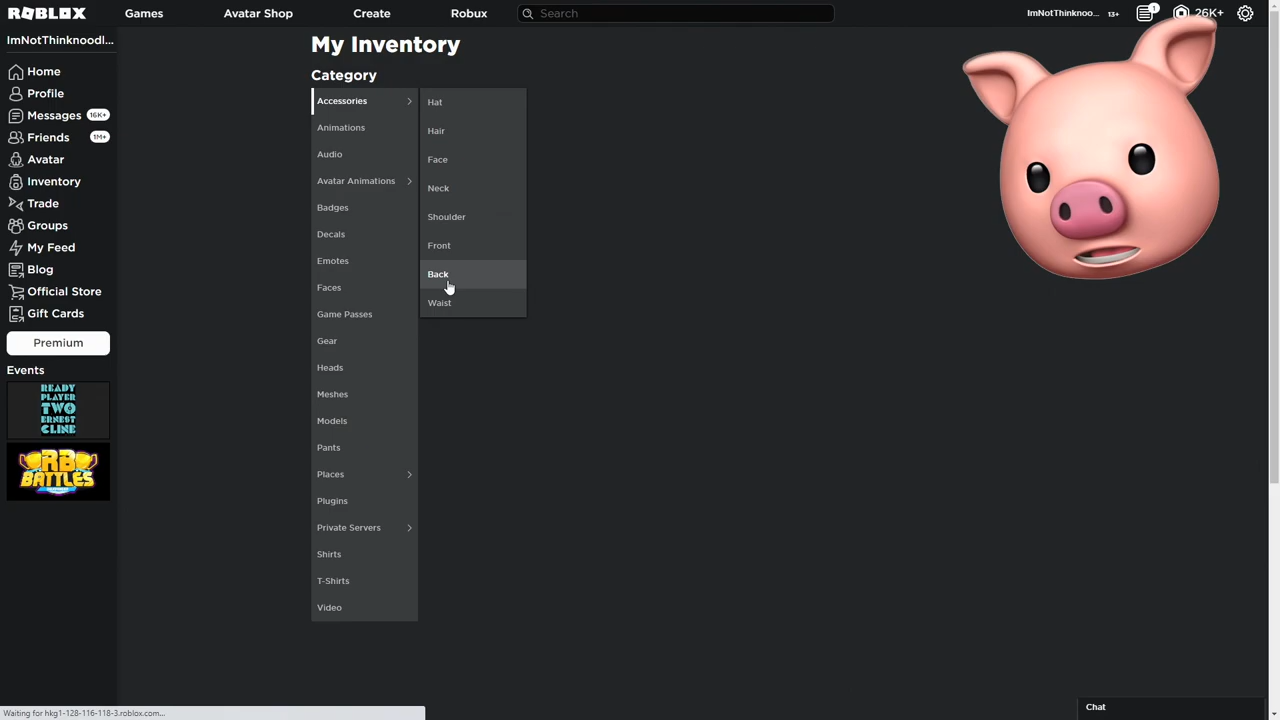 ROBLOX
Games
Avatar Shop
Create
Robux
Search
ImNotThinknoo...
13+
1
26K+
ImNotThinknoodl...
Home
Profile
Messages
16K+
Friends
1M+
Avatar
Inventory
Trade
Groups
My Feed
Blog
Official Store
Gift Cards
Premium
Events
READY
PLAYER
TWO
ERNEST
CLINE
RB
BATTLES
My Inventory
Category
Accessories
Animations
Audio
Avatar Animations
Badges
Decals
Emotes
Faces
Game Passes
Gear
Heads
Meshes
Models
Pants
Places
Plugins
Private Servers
Shirts
T-Shirts
Video
Hat
Hair
Face
Neck
Shoulder
Front
Back
Waist
Waiting for hkg1-128-116-118-3.roblox.com...
Chat